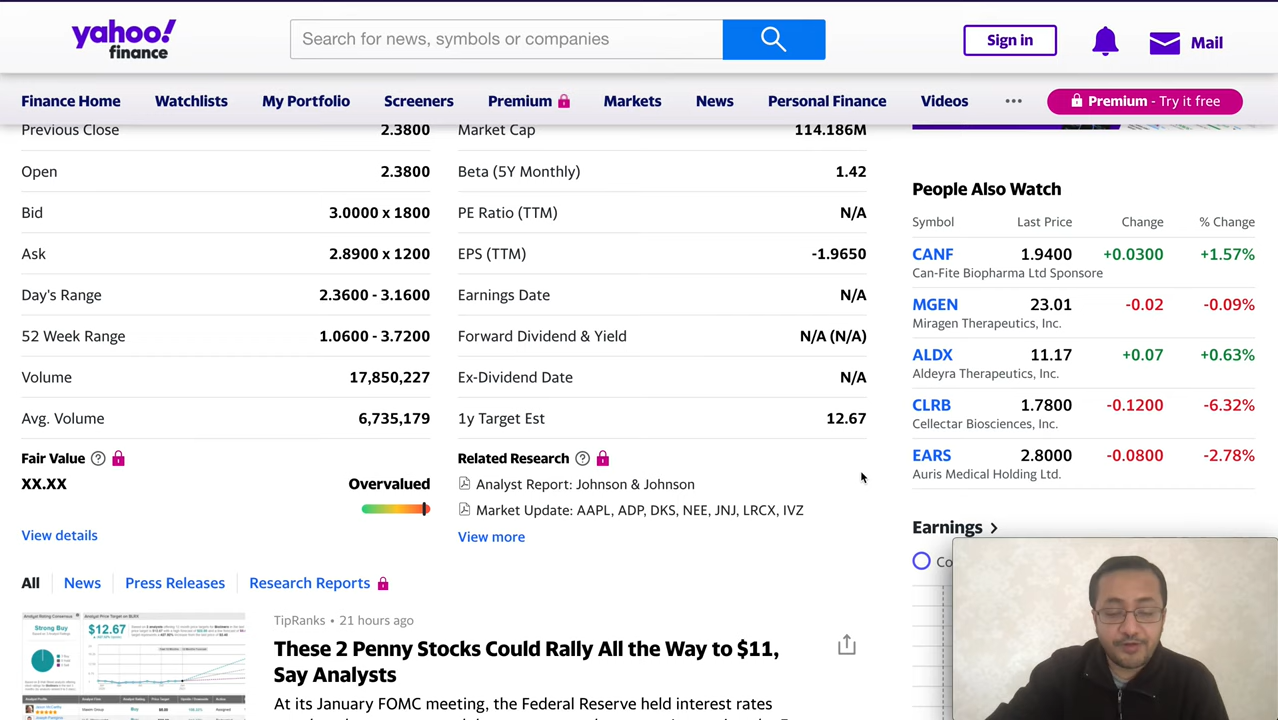 yahoo! finance
Search for news, symbols or companies
Sign in
Mail
Finance Home Watchlists My Portfolio Screeners Premium Markets News Personal Finance Videos ... Premium - Try it free
Previous Close 2.3800
Open 2.3800
Bid 3.0000 x 1800
Ask 2.8900 x 1200
Day's Range 2.3600 - 3.1600
52 Week Range 1.0600 - 3.7200
Volume 17,850,227
Avg. Volume 6,735,179
Market Cap 114.186M
Beta (5Y Monthly) 1.42
PE Ratio (TTM) N/A
EPS (TTM) -1.9650
Earnings Date N/A
Forward Dividend & Yield N/A (N/A)
Ex-Dividend Date N/A
1y Target Est 12.67
Fair Value
XX.XX Overvalued
View details
Related Research
Analyst Report: Johnson & Johnson
Market Update: AAPL, ADP, DKS, NEE, JNJ, LRCX, IVZ
View more
All News Press Releases Research Reports
Strong Buy
$12.67
TipRanks • 21 hours ago
These 2 Penny Stocks Could Rally All the Way to $11,
Say Analysts
At its January FOMC meeting, the Federal Reserve held interest rates
People Also Watch
Symbol Last Price Change % Change
CANF 1.9400 +0.0300 +1.57%
Can-Fite Biopharma Ltd Sponsore
MGEN 23.01 -0.02 -0.09%
Miragen Therapeutics, Inc.
ALDX 11.17 +0.07 +0.63%
Aldeyra Therapeutics, Inc.
CLRB 1.7800 -0.1200 -6.32%
Cellectar Biosciences, Inc.
EARS 2.8000 -0.0800 -2.78%
Auris Medical Holding Ltd.
Earnings >
Co